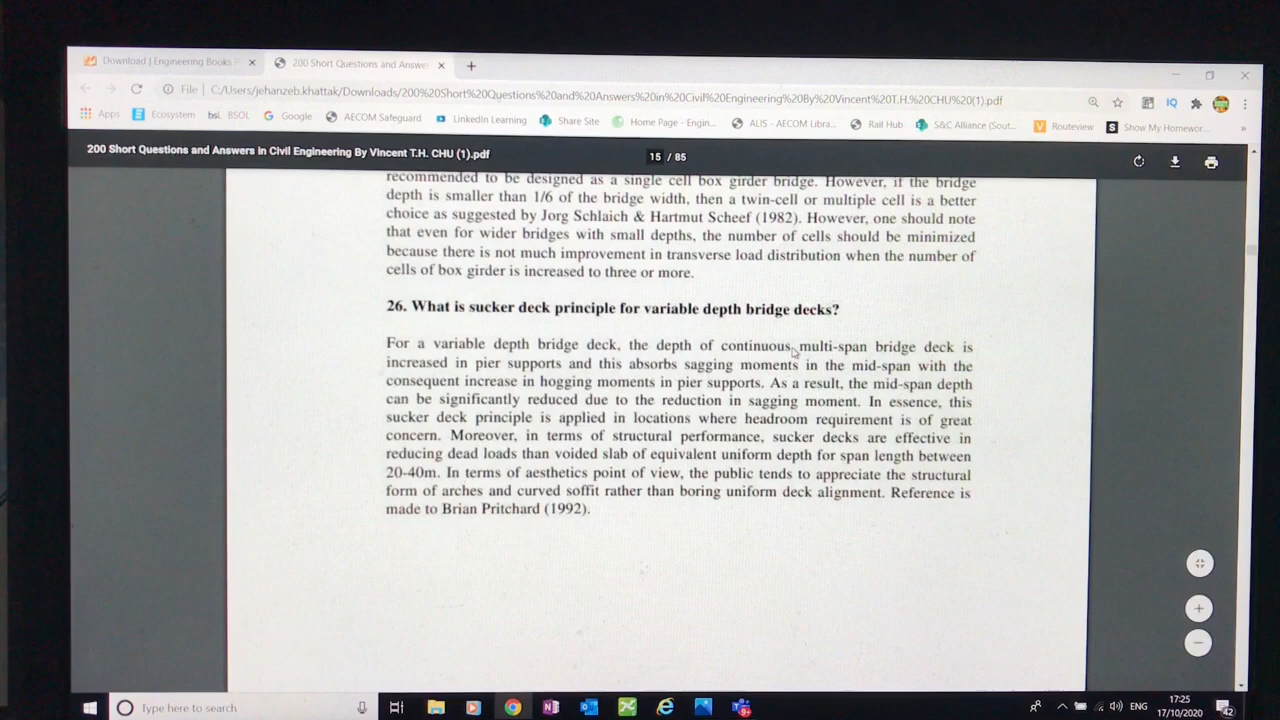 Download | Engineering Books
200 Short Questions and Answe
File | C:/Users/jehanzeb.khattak/Downloads/200%20Short%20Questions%20and%20Answers%20in%20Civil%20Engineering%20By%20Vincent%20T.H.%20CHU%20(1).pdf
Apps Ecosystem bsi. BSOL Google AECOM Safeguard LinkedIn Learning Share Site Home Page - Engin... ALIS - AECOM Libra... Rail Hub S&C Alliance (Sout... Routeview Show My Homewor... »
200 Short Questions and Answers in Civil Engineering By Vincent T.H. CHU (1).pdf 15 / 85
recommended to be designed as a single cell box girder bridge. However, if the bridge
depth is smaller than 1/6 of the bridge width, then a twin-cell or multiple cell is a better
choice as suggested by Jorg Schlaich & Hartmut Scheef (1982). However, one should note
that even for wider bridges with small depths, the number of cells should be minimized
because there is not much improvement in transverse load distribution when the number of
cells of box girder is increased to three or more.
26. What is sucker deck principle for variable depth bridge decks?
For a variable depth bridge deck, the depth of continuous multi-span bridge deck is
increased in pier supports and this absorbs sagging moments in the mid-span with the
consequent increase in hogging moments in pier supports. As a result, the mid-span depth
can be significantly reduced due to the reduction in sagging moment. In essence, this
sucker deck principle is applied in locations where headroom requirement is of great
concern. Moreover, in terms of structural performance, sucker decks are effective in
reducing dead loads than voided slab of equivalent uniform depth for span length between
20-40m. In terms of aesthetics point of view, the public tends to appreciate the structural
form of arches and curved soffit rather than boring uniform deck alignment. Reference is
made to Brian Pritchard (1992).
Type here to search
ENG
17:25
17/10/2020
42